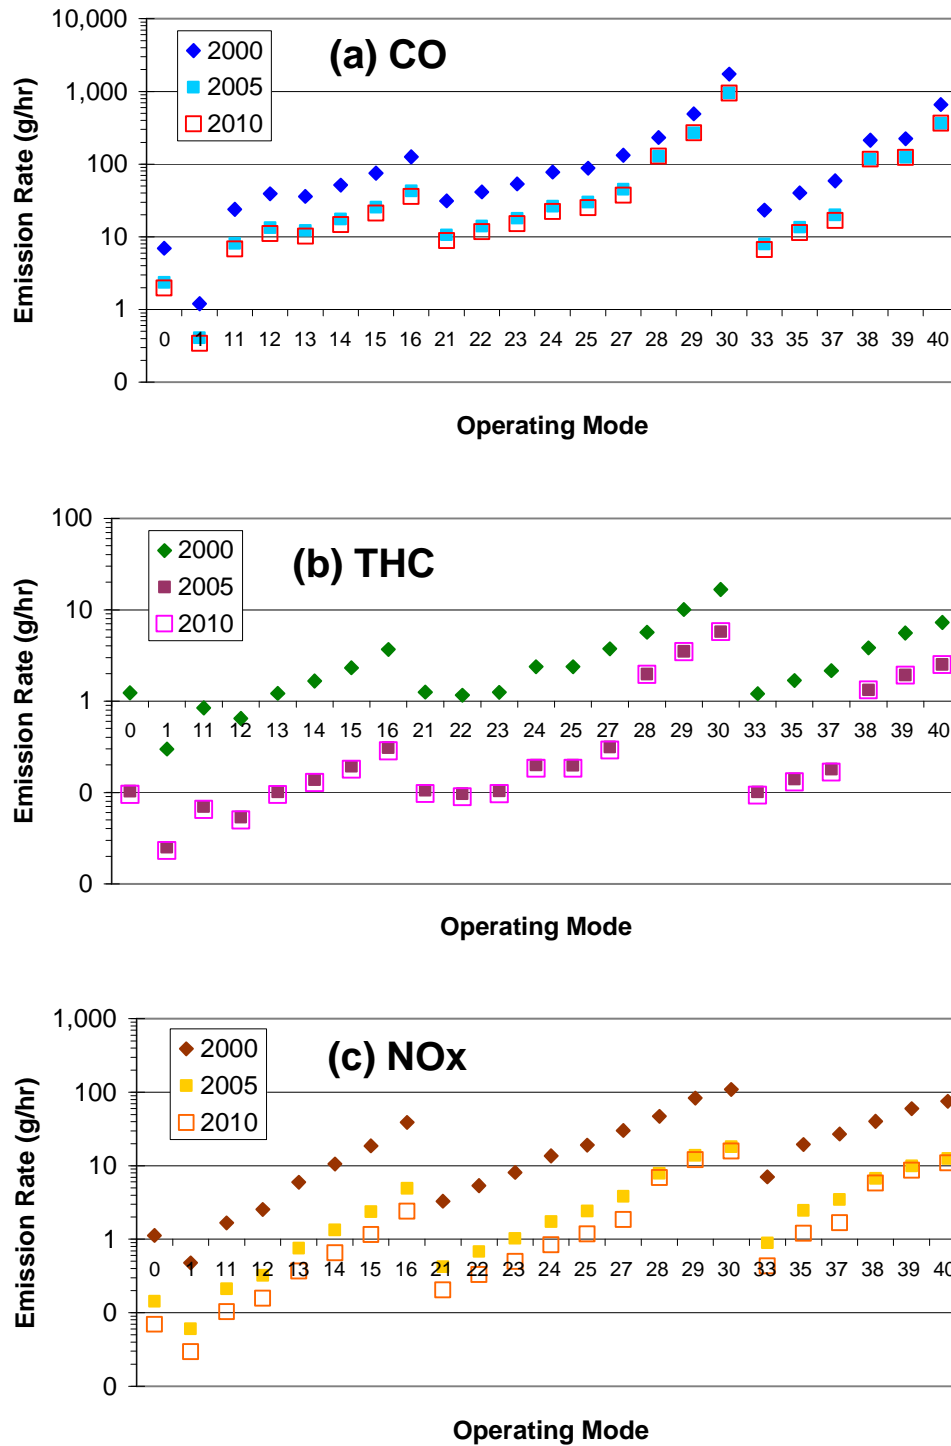 (a) CO
2000
2005
2010
Emission Rate (g/hr)
10,000
1,000
100
10
1
0
0 1 11 12 13 14 15 16 21 22 23 24 25 27 28 29 30 33 35 37 38 39 40
Operating Mode
(b) THC
2000
2005
2010
Emission Rate (g/hr)
100
10
1
0
0
0 1 11 12 13 14 15 16 21 22 23 24 25 27 28 29 30 33 35 37 38 39 40
Operating Mode
(c) NOx
2000
2005
2010
Emission Rate (g/hr)
1,000
100
10
1
0
0
0 1 11 12 13 14 15 16 21 22 23 24 25 27 28 29 30 33 35 37 38 39 40
Operating Mode